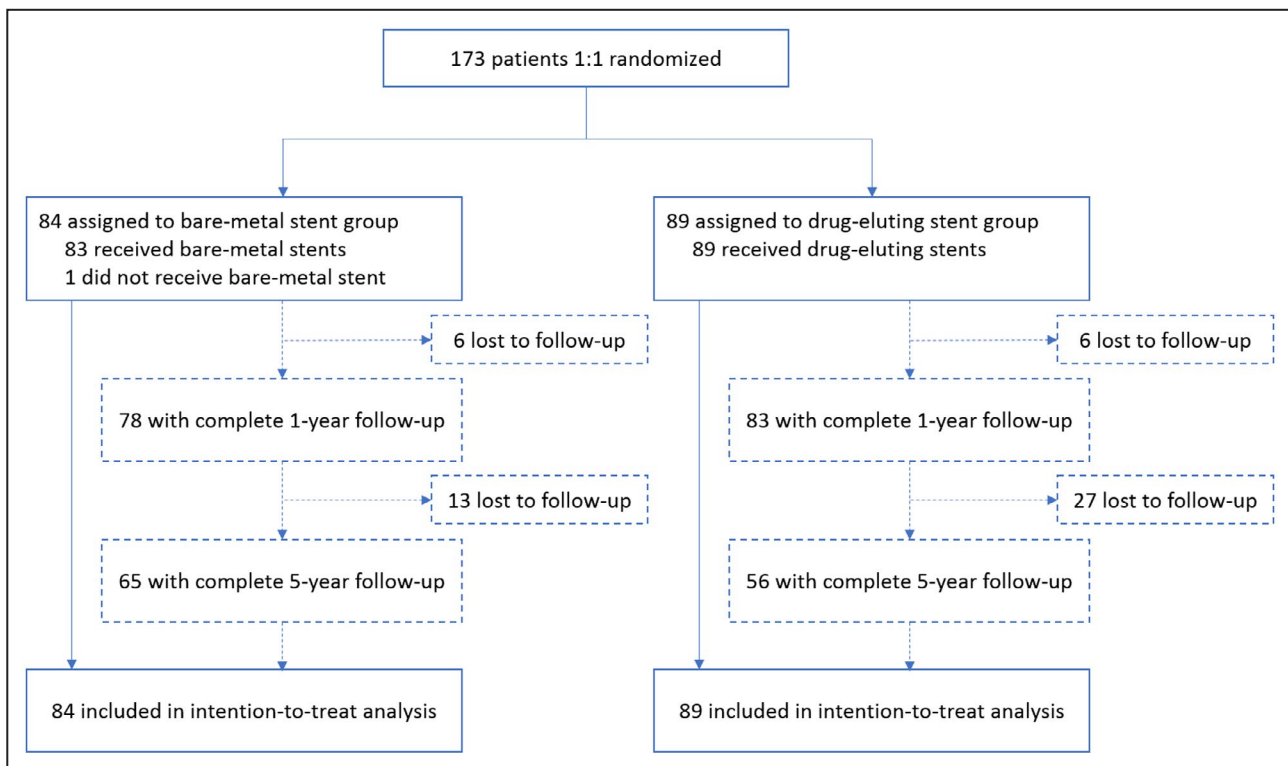 173 patients 1:1 randomized
84 assigned to bare-metal stent group
83 received bare-metal stents
1 did not receive bare-metal stent
89 assigned to drug-eluting stent group
89 received drug-eluting stents
6 lost to follow-up
6 lost to follow-up
78 with complete 1-year follow-up
83 with complete 1-year follow-up
13 lost to follow-up
27 lost to follow-up
65 with complete 5-year follow-up
56 with complete 5-year follow-up
84 included in intention-to-treat analysis
89 included in intention-to-treat analysis